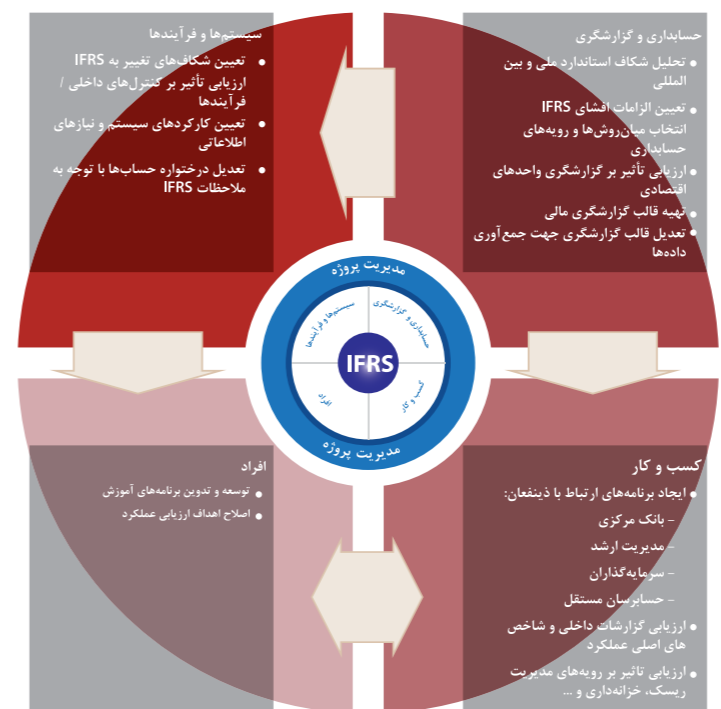 حسابداری و گزارشگری
● تحلیل شکاف استاندارد ملی و بین
المللی
● تعیین الزامات افشای IFRS
انتخاب میان‌روش‌ها و رویه‌های
حسابداری
● ارزیابی تأثیر بر گزارشگری واحدهای
اقتصادی
● تهیه قالب گزارشگری مالی
● تعدیل قالب گزارشگری جهت جمع‌آوری
داده‌ها
سیستم‌ها و فرآیندها
● تعیین شکاف‌های تغییر به IFRS
ارزیابی تأثیر بر کنترل‌های داخلی /
فرآیندها
● تعیین کارکردهای سیستم و نیازهای
اطلاعاتی
● تعدیل درختواره حساب‌ها با توجه به
ملاحظات IFRS
مدیریت پروژه
حسابداری و گزارشگری
سیستم‌ها و فرآیندها
IFRS
کسب و کار
افراد
مدیریت پروژه
کسب و کار
● ایجاد برنامه‌های ارتباط با ذینفعان:
- بانک مرکزی
- مدیریت ارشد
- سرمایه‌گذاران
- حسابرسان مستقل
● ارزیابی گزارشات داخلی و شاخص
های اصلی عملکرد
● ارزیابی تاثیر بر رویه‌های مدیریت
ریسک، خزانه‌داری و ...
افراد
● توسعه و تدوین برنامه‌های آموزش
● اصلاح اهداف ارزیابی عملکرد